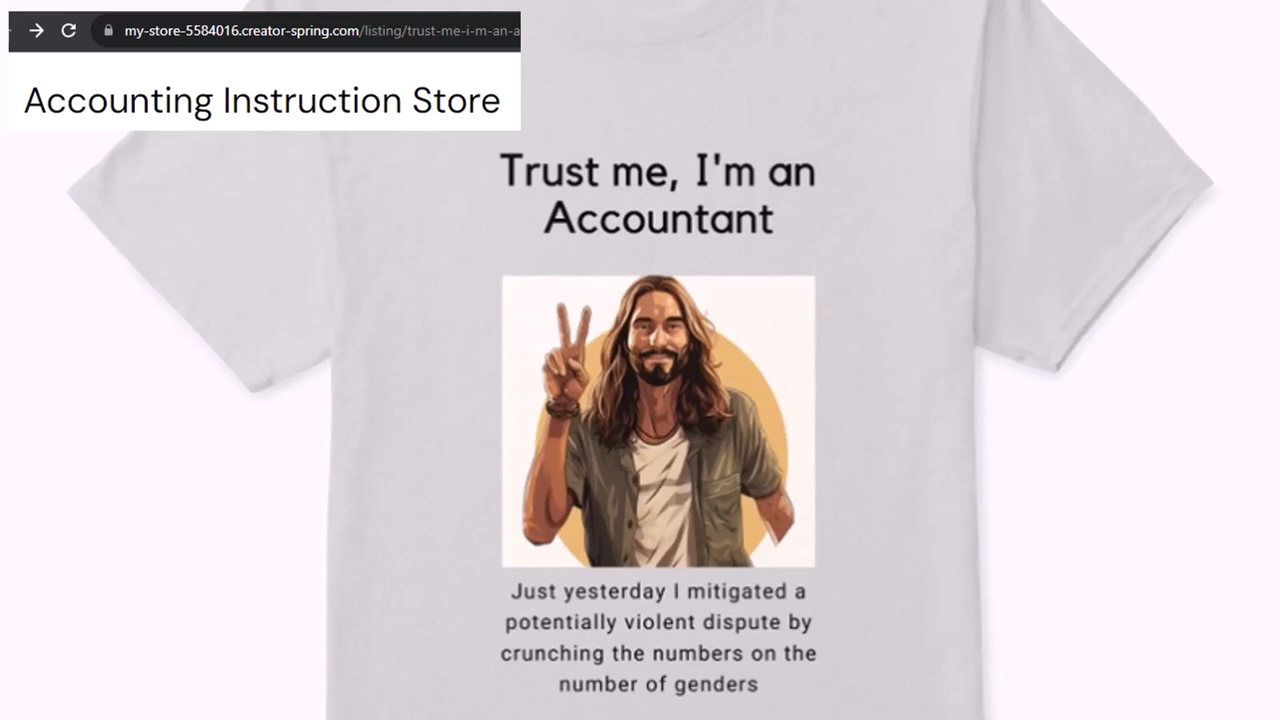 my-store-5584016.creator-spring.com/listing/trust-me-i-m-an-a
Accounting Instruction Store
Trust me, I'm an
Accountant
Just yesterday I mitigated a
potentially violent dispute by
crunching the numbers on the
number of genders